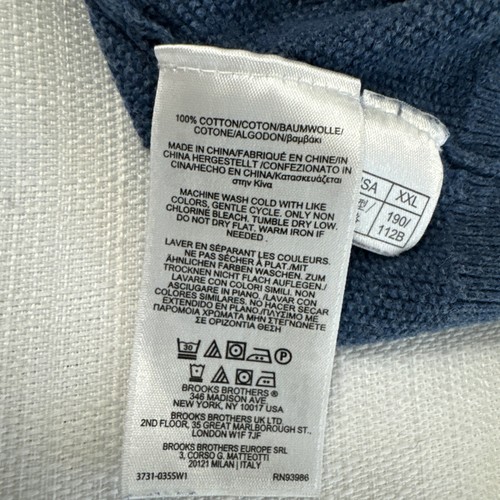 100% COTTON/COTON/BAUMWOLLE/
COTONE/ALGODON/βαμβάκι
MADE IN CHINA/FABRIQUÉ EN CHINE/IN
CHINA HERGESTELLT /CONFEZIONATO IN
CINA/HECHO EN CHINA/Κατασκευάζεται
στην Κίνα
MACHINE WASH COLD WITH LIKE
COLORS, GENTLE CYCLE. ONLY NON
CHLORINE BLEACH. TUMBLE DRY LOW.
DO NOT DRY FLAT. WARM IRON IF
NEEDED .
LAVER EN SÉPARANT LES COULEURS.
NE PAS SÉCHER À PLAT./MIT
ÄHNLICHEN FARBEN WASCHEN. ZUM
TROCKNEN NICHT FLACH AUFLEGEN./
LAVARE CON COLORI SIMILI. NON
ASCIUGARE IN PIANO, /LAVAR CON
COLORES SIMILARES. NO SECAR
EXTENDIDO EN PLANO./ΠΛΥΣΙΜΟ ΜΕ
ΠΑΡΟΜΟΙΑ ΧΡΩΜΑΤΑ ΜΗΝ ΣΤΕΓΝΩΝΕΤΕ
ΣΕ ΟΡΙΖΟΝΤΙΑ ΘΕΣΗ
30
BROOKS BROTHERS ®
346 MADISON AVE
NEW YORK, NY 10017 USA
BROOKS BROTHERS UK LTD
2ND FLOOR, 35 GREAT MARLBOROUGH ST.,
LONDON W1F 7JF
BROOKS BROTHERS EUROPE SRL
3, CORSO G. MATTEOTTI
20121 MILAN | ITALY
3731-0355W1 RN93986
XXL
190/
112B